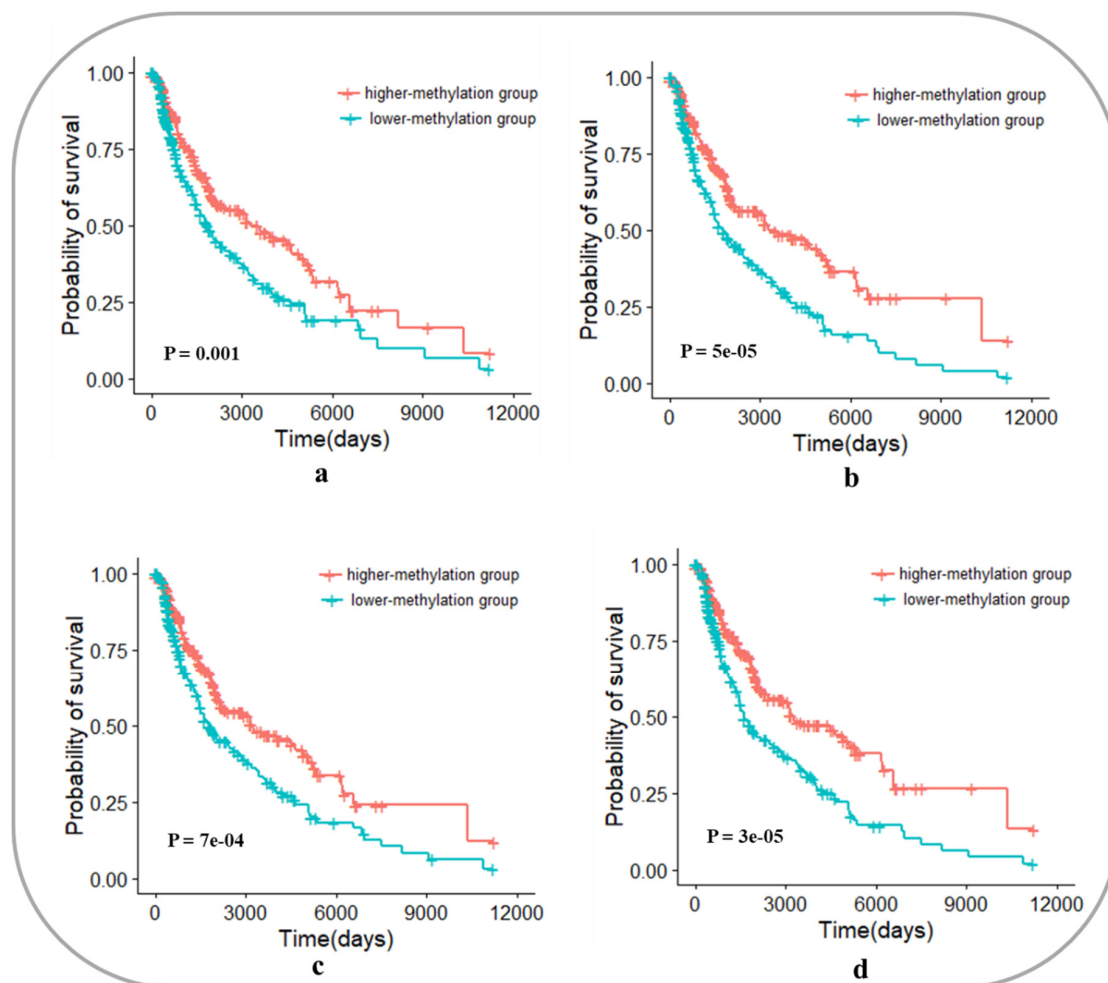 1.00
0.75
0.50
0.25
0.00
Probability of survival
higher-methylation group
lower-methylation group
P = 0.001
0 3000 6000 9000 12000
Time(days)
a
1.00
0.75
0.50
0.25
0.00
Probability of survival
higher-methylation group
lower-methylation group
P = 5e-05
0 3000 6000 9000 12000
Time(days)
b
1.00
0.75
0.50
0.25
0.00
Probability of survival
higher-methylation group
lower-methylation group
P = 7e-04
0 3000 6000 9000 12000
Time(days)
c
1.00
0.75
0.50
0.25
0.00
Probability of survival
higher-methylation group
lower-methylation group
P = 3e-05
0 3000 6000 9000 12000
Time(days)
d